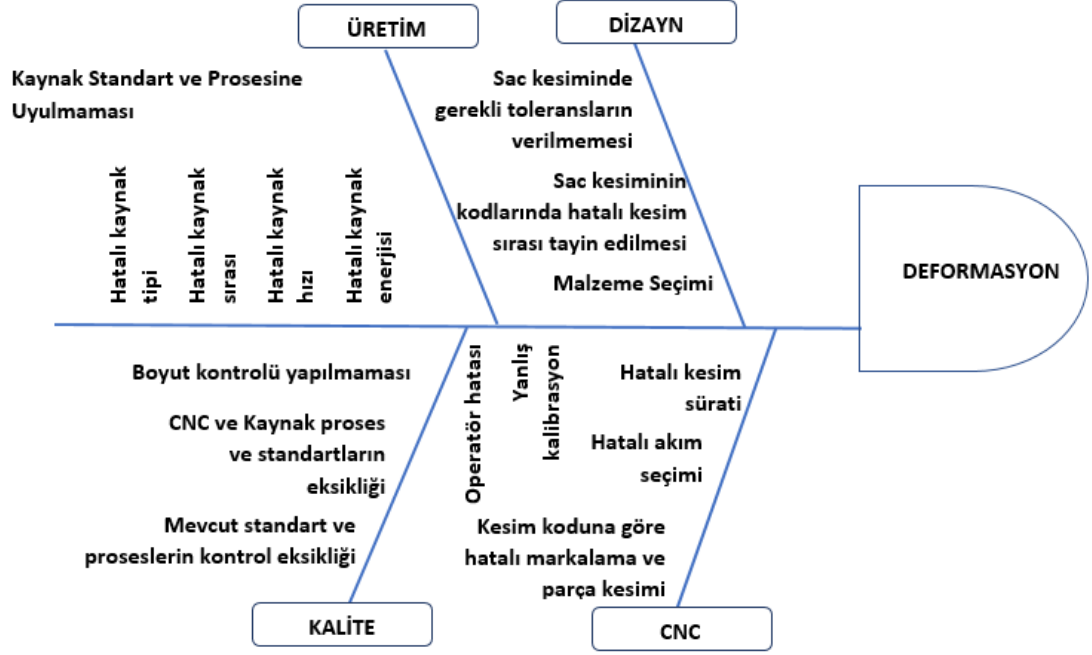 ÜRETİM
DİZAYN
Kaynak Standart ve Prosesine
Uyulmaması
Hatalı kaynak
tipi
Hatalı kaynak
sırası
Hatalı kaynak
hızı
Hatalı kaynak
enerjisi
Sac kesiminde
gerekli toleransların
verilmemesi
Sac kesiminin
kodlarında hatalı kesim
sırası tayin edilmesi
Malzeme Seçimi
DEFORMASYON
Boyut kontrolü yapılmaması
CNC ve Kaynak proses
ve standartların
eksikliği
Mevcut standart ve
proseslerin kontrol eksikliği
Operatör hatası
Yanlış
kalibrasyon
Hatalı kesim
sürati
Hatalı akım
seçimi
Kesim koduna göre
hatalı markalama ve
parça kesimi
KALİTE
CNC